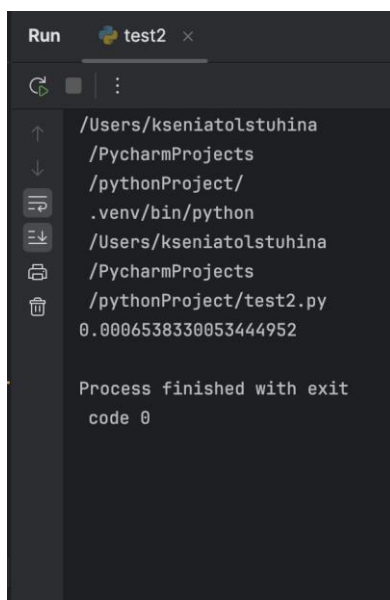 Run test2
/Users/kseniatolstuhina
/PycharmProjects
/pythonProject/
.venv/bin/python
/Users/kseniatolstuhina
/PycharmProjects
/pythonProject/test2.py
0.0006538330053444952
Process finished with exit
code 0